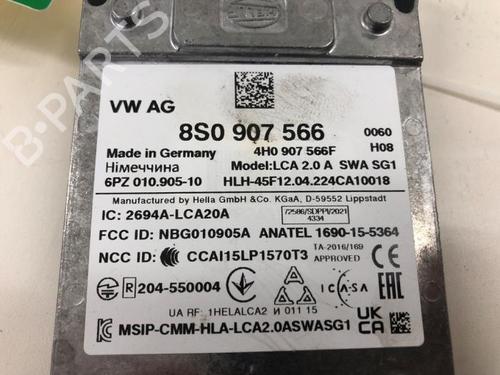 VW AG
8S0 907 566 0060
Made in Germany 4H0 907 566F H08
Німеччина Model:LCA 2.0 A SWA SG1
6PZ 010.905-10 HLH-45F12.04.224CA10018
Manufactured by Hella GmbH &Co. KGaA, D-59552 Lippstadt
IC: 2694A-LCA20A 72586/SDPPI/2021
4334
FCC ID: NBG010905A ANATEL 1690-15-5364
NCC ID: CCAI15LP1570T3 TA-2016/169
APPROVED CE
R 204-550004 ICASA EAC
UA RF: 1HELALCA2 И 011 15
MSIP-CMM-HLA-LCA2.0ASWASG1 UK
CA
B-PARTS